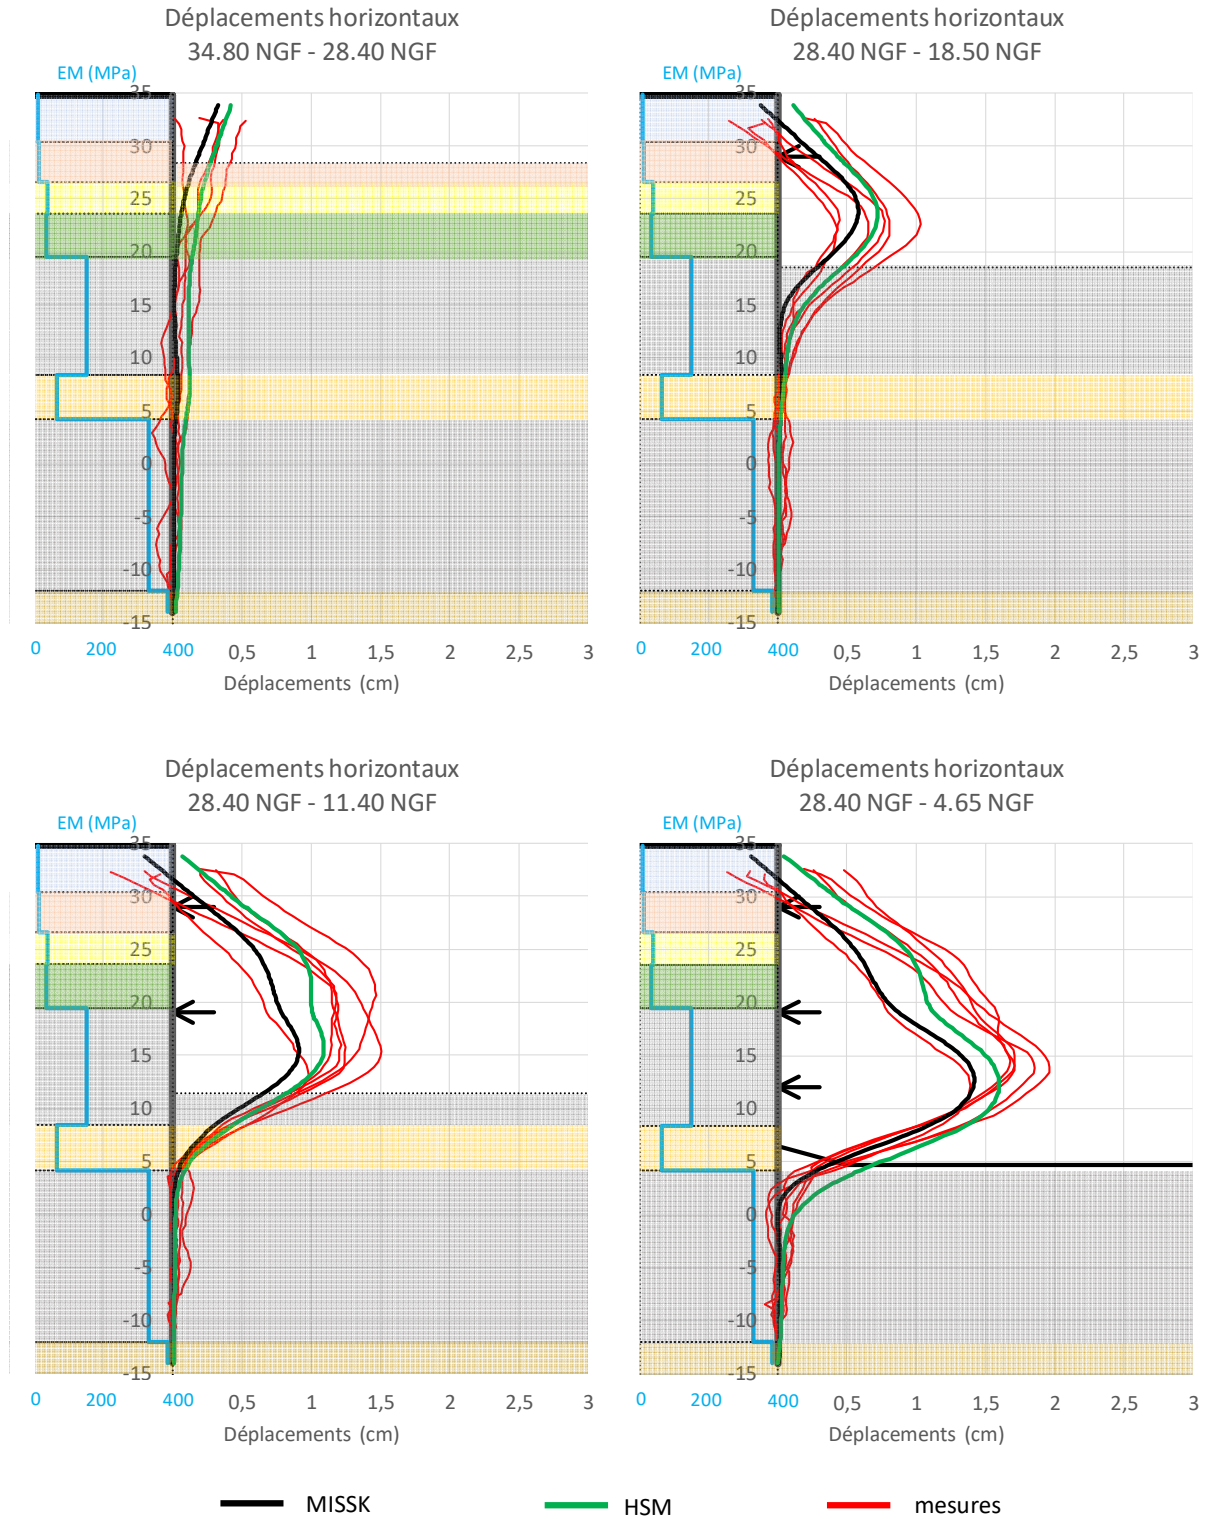 Déplacements horizontaux
34.80 NGF - 28.40 NGF
EM (MPa)
35
30
25
20
15
10
5
0
-5
-10
-15
0 200 400 0,5 1 1,5 2 2,5 3
Déplacements (cm)
Déplacements horizontaux
28.40 NGF - 18.50 NGF
EM (MPa)
35
30
25
20
15
10
5
0
-5
-10
-15
0 200 400 0,5 1 1,5 2 2,5 3
Déplacements (cm)
Déplacements horizontaux
28.40 NGF - 11.40 NGF
EM (MPa)
35
30
25
20
15
10
5
0
-5
-10
-15
0 200 400 0,5 1 1,5 2 2,5 3
Déplacements (cm)
Déplacements horizontaux
28.40 NGF - 4.65 NGF
EM (MPa)
35
30
25
20
15
10
5
0
-5
-10
-15
0 200 400 0,5 1 1,5 2 2,5 3
Déplacements (cm)
MISSK HSM mesures